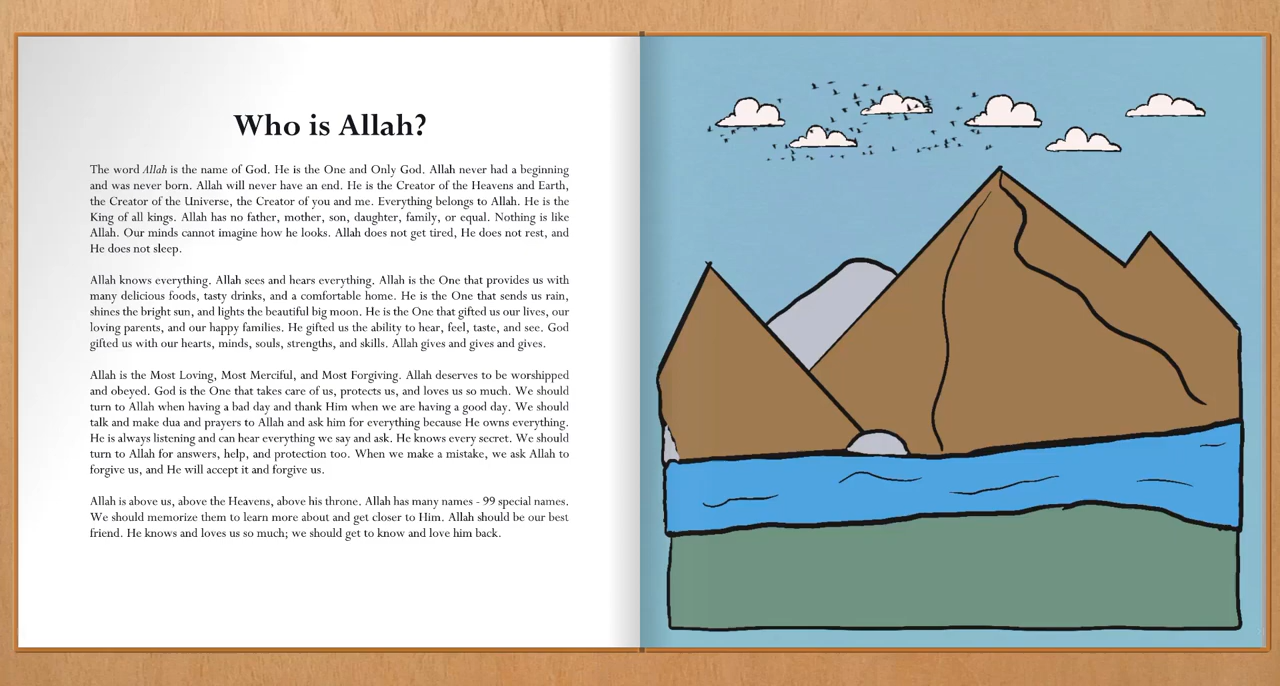 Who is Allah?
The word Allah is the name of God. He is the One and Only God. Allah never had a beginning
and was never born. Allah will never have an end. He is the Creator of the Heavens and Earth,
the Creator of the Universe, the Creator of you and me. Everything belongs to Allah. He is the
King of all kings. Allah has no father, mother, son, daughter, family, or equal. Nothing is like
Allah. Our minds cannot imagine how he looks. Allah does not get tired, He does not rest, and
He does not sleep.
Allah knows everything. Allah sees and hears everything. Allah is the One that provides us with
many delicious foods, tasty drinks, and a comfortable home. He is the One that sends us rain,
shines the bright sun, and lights the beautiful big moon. He is the One that gifted us our lives, our
loving parents, and our happy families. He gifted us the ability to hear, feel, taste, and see. God
gifted us with our hearts, minds, souls, strengths, and skills. Allah gives and gives and gives.
Allah is the Most Loving, Most Merciful, and Most Forgiving. Allah deserves to be worshipped
and obeyed. God is the One that takes care of us, protects us, and loves us so much. We should
turn to Allah when having a bad day and thank Him when we are having a good day. We should
talk and make dua and prayers to Allah and ask him for everything because He owns everything.
He is always listening and can hear everything we say and ask. He knows every secret. We should
turn to Allah for answers, help, and protection too. When we make a mistake, we ask Allah to
forgive us, and He will accept it and forgive us.
Allah is above us, above the Heavens, above his throne. Allah has many names - 99 special names.
We should memorize them to learn more about and get closer to Him. Allah should be our best
friend. He knows and loves us so much; we should get to know and love him back.